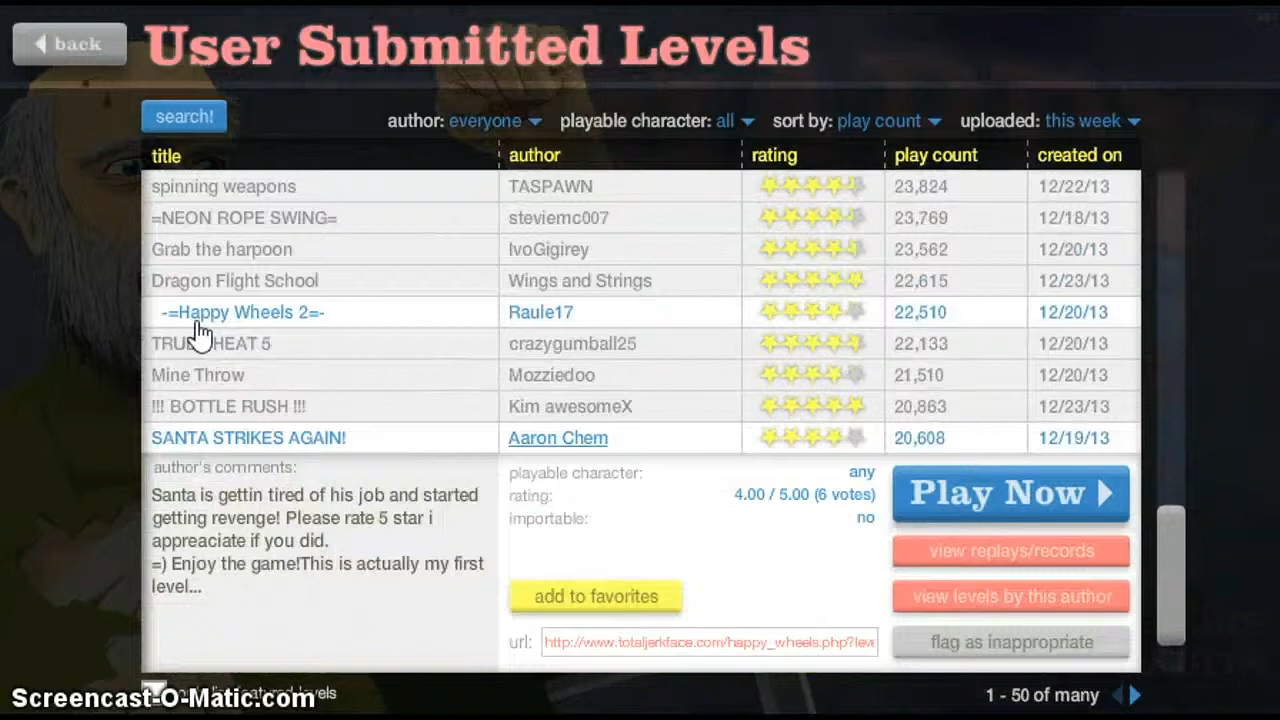 back
User Submitted Levels
search!
author: everyone
playable character: all
sort by: play count
uploaded: this week
title author rating play count created on
spinning weapons TASPAWN 23,824 12/22/13
=NEON ROPE SWING= steviemc007 23,769 12/18/13
Grab the harpoon IvoGigirey 23,562 12/20/13
Dragon Flight School Wings and Strings 22,615 12/23/13
-=Happy Wheels 2=- Raule17 22,510 12/20/13
HEAT 5 crazygumball25 22,133 12/20/13
Mine Throw Mozziedoo 21,510 12/20/13
!!! BOTTLE RUSH !!! Kim awesomeX 20,863 12/23/13
SANTA STRIKES AGAIN! Aaron Chem 20,608 12/19/13
author's comments:
Santa is gettin tired of his job and started
getting revenge! Please rate 5 star i
appreaciate if you did.
=) Enjoy the game!This is actually my first
level...
playable character: any
rating: 4.00 / 5.00 (6 votes)
importable: no
add to favorites
url: http://www.totaljerkface.com/happy_wheels.php?leve
Play Now
view replays/records
view levels by this author
flag as inappropriate
levels
1 - 50 of many
Screencast-O-Matic.com